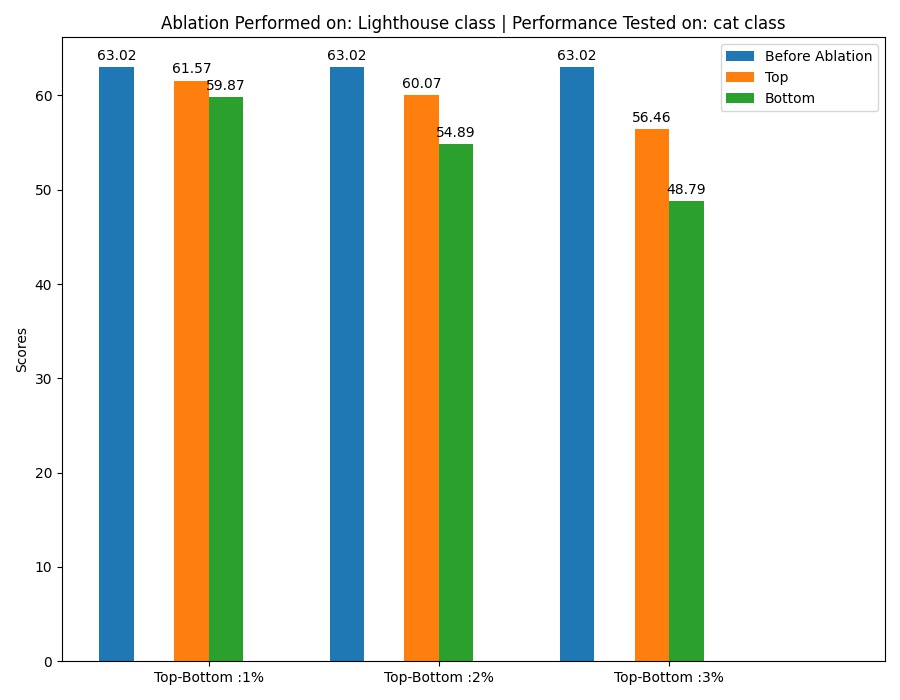 Ablation Performed on: Lighthouse class | Performance Tested on: cat class
63.02
61.57
59.87
63.02
60.07
54.89
63.02
56.46
48.79
Before Ablation
Top
Bottom
Scores
60
50
40
30
20
10
0
Top-Bottom :1%
Top-Bottom :2%
Top-Bottom :3%